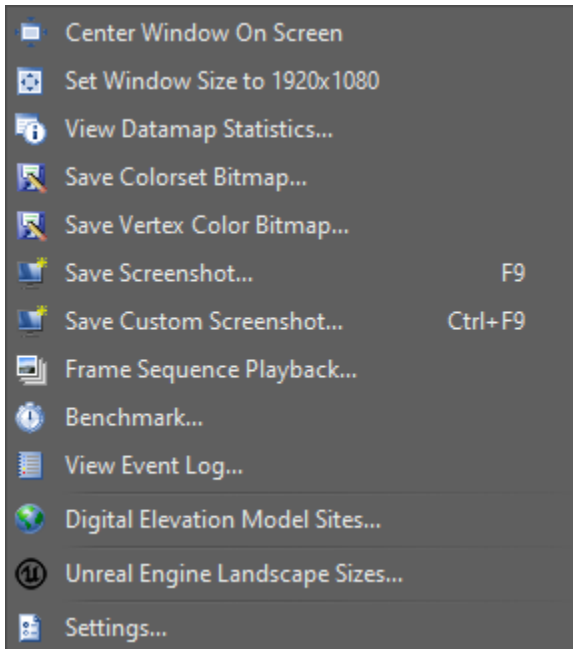 Center Window On Screen
Set Window Size to 1920x1080
View Datamap Statistics...
Save Colorset Bitmap...
Save Vertex Color Bitmap...
Save Screenshot... F9
Save Custom Screenshot... Ctrl+F9
Frame Sequence Playback...
Benchmark...
View Event Log...
Digital Elevation Model Sites...
Unreal Engine Landscape Sizes...
Settings...